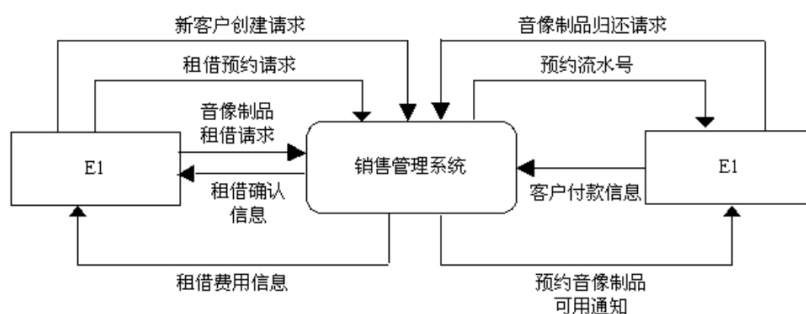 新客户创建请求
音像制品归还请求
租借预约请求
预约流水号
音像制品
租借请求
E1
销售管理系统
E1
租借确认
信息
客户付款信息
租借费用信息
预约音像制品
可用通知